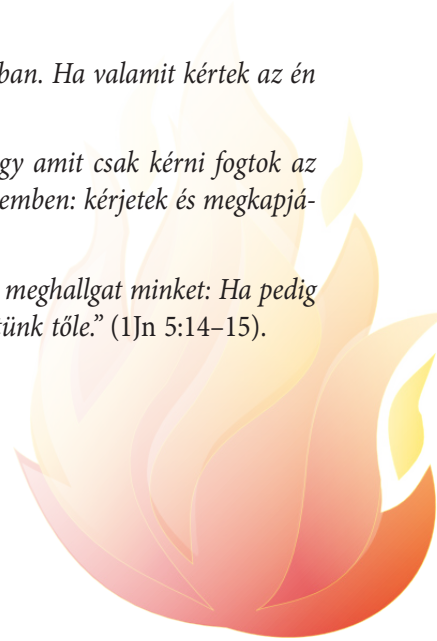 ban. Ha valamit kértek az én
gy amit csak kérni fogtok az
emben: kérjetek és megkapjá-
meghallgat minket: Ha pedig
tünk tőle.” (1Jn 5:14–15).